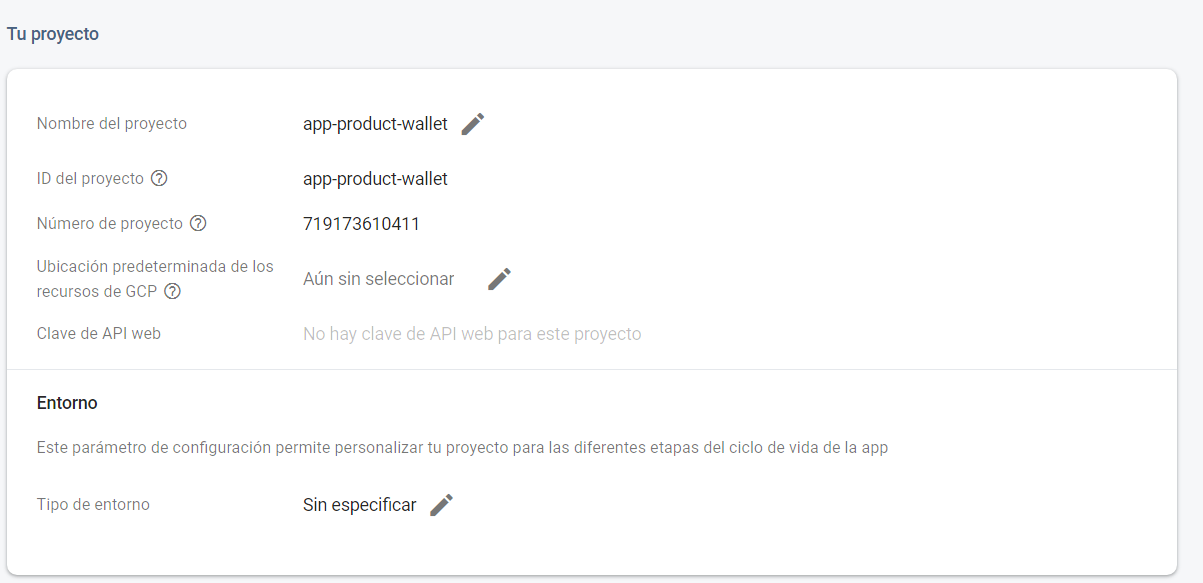 Tu proyecto
Nombre del proyecto app-product-wallet
ID del proyecto app-product-wallet
Número de proyecto 719173610411
Ubicación predeterminada de los
recursos de GCP Aún sin seleccionar
Clave de API web No hay clave de API web para este proyecto
Entorno
Este parámetro de configuración permite personalizar tu proyecto para las diferentes etapas del ciclo de vida de la app
Tipo de entorno Sin especificar